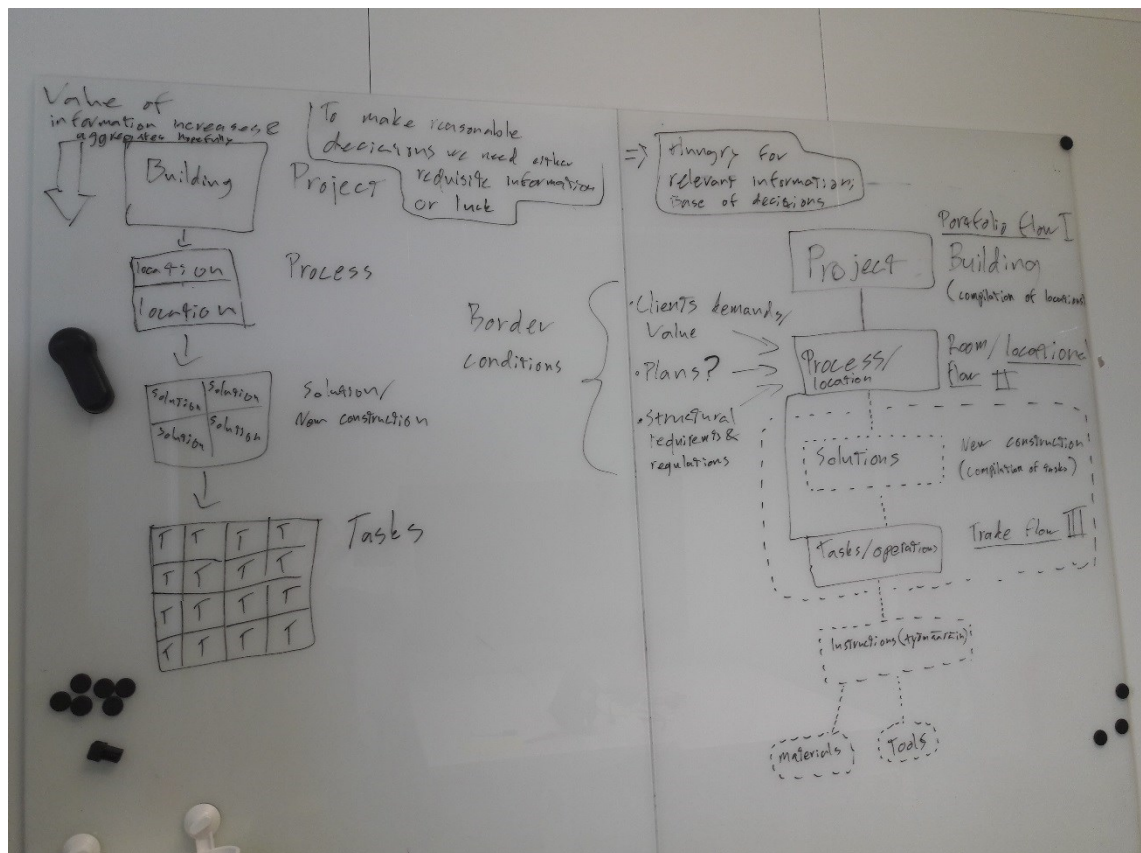 Value of
information increases &
aggregates hopefully
Building
Project
To make reasonable
decisions we need either
requisite information
or luck
location
location
Process
solution
solution
solution
solution
Solution/
New construction
T T T T
T T T T
T T T T
T T T T
Tasks
=> Hungry for
relevant information;
Base of decisions
Border
conditions
• Clients demands/
Value
• Plans?
• Structural
requirements &
regulations
Project
Portafolio flow I
Building
(compilation of locations)
Process/
location
Room/location
flow II
Solutions
New construction
(compilation of tasks)
Tasks/operations
Trade flow III
Instructions
Materials
Tools